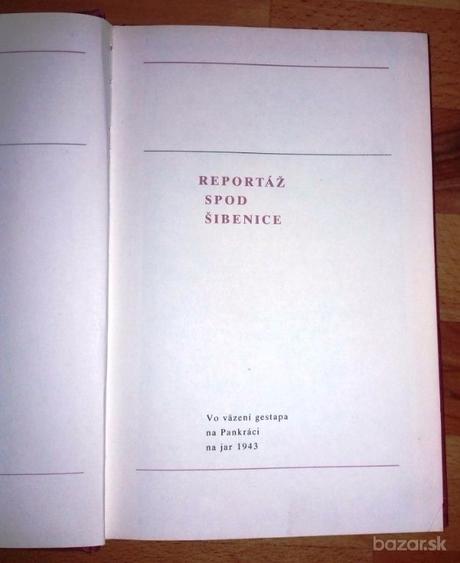 REPORTÁŽ
SPOD
ŠIBENICE
Vo väzení gestapa
na Pankráci
na jar 1943
bazar.sk